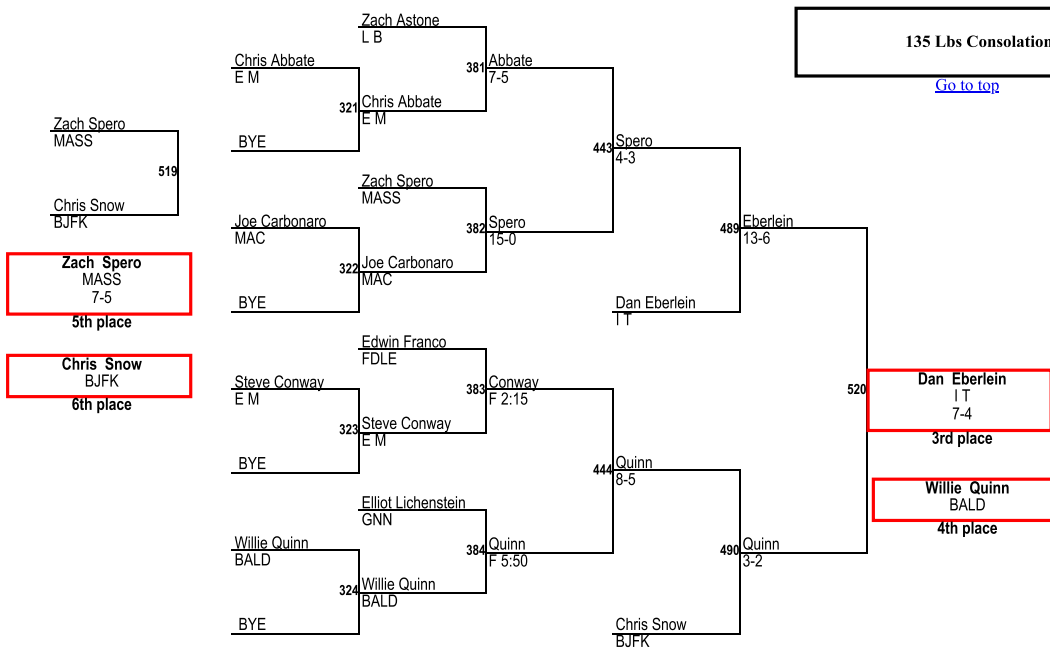 135 Lbs Consolation
Go to top
Zach Spero
MASS
519
Chris Snow
BJFK
Zach Spero
MASS
7-5
5th place
Chris Snow
BJFK
6th place
Chris Abbate
E M
321
BYE
Joe Carbonaro
MAC
322
BYE
Steve Conway
E M
323
BYE
Willie Quinn
BALD
324
BYE
Zach Astone
L B
381
Chris Abbate
E M
Zach Spero
MASS
382
Joe Carbonaro
MAC
Edwin Franco
FDLE
383
Steve Conway
E M
Elliot Lichenstein
GNN
384
Willie Quinn
BALD
Abbate
7-5
443
Spero
15-0
Conway
F 2:15
444
Quinn
F 5:50
Spero
4-3
489
Dan Eberlein
I T
Quinn
8-5
490
Chris Snow
BJFK
Eberlein
13-6
520
Quinn
3-2
Dan Eberlein
I T
7-4
3rd place
Willie Quinn
BALD
4th place